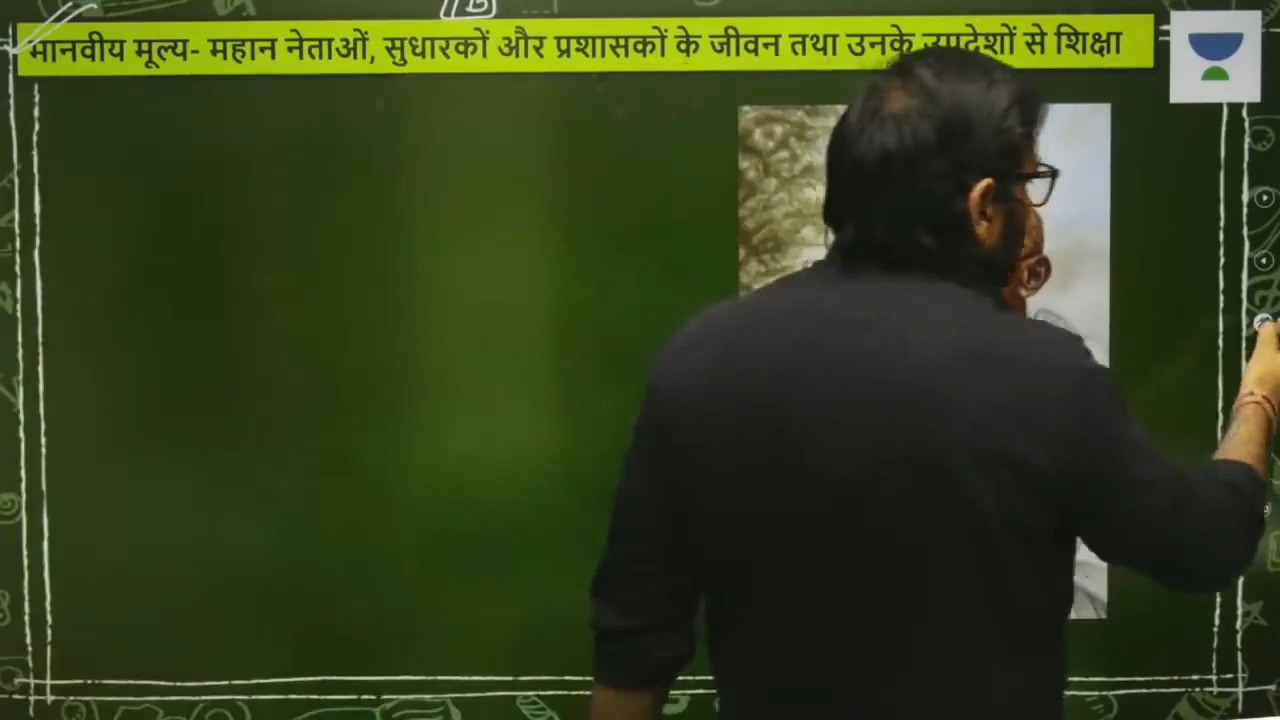 मानवीय मूल्य- महान नेताओं, सुधारकों और प्रशासकों के जीवन तथा उनके उपदेशों से शिक्षा